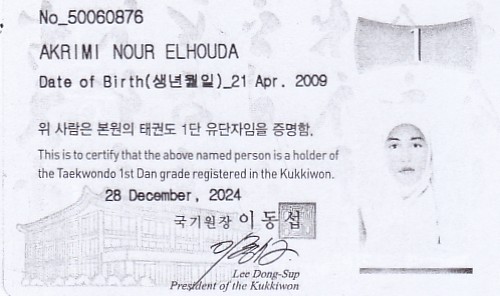 No_50060876
1
AKRIMI NOUR ELHOUDA
Date of Birth(생년월일)_21 Apr. 2009
위 사람은 본원의 태권도 1단 유단자임을 증명함.
This is to certify that the above named person is a holder of
the Taekwondo 1st Dan grade registered in the Kukkiwon.
28 December, 2024
국기원장 이동섭
Lee Dong-Sup
President of the Kukkiwon